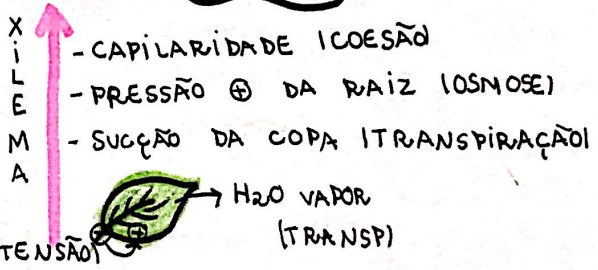 XILEMA
- CAPILARIDADE (COESÃO
- PRESSÃO ⊕ DA RAIZ (OSMOSE)
- SUCÇÃO DA COPA (TRANSPIRAÇÃO)
→ H2O VAPOR
(TRANSP)
TENSÃO)